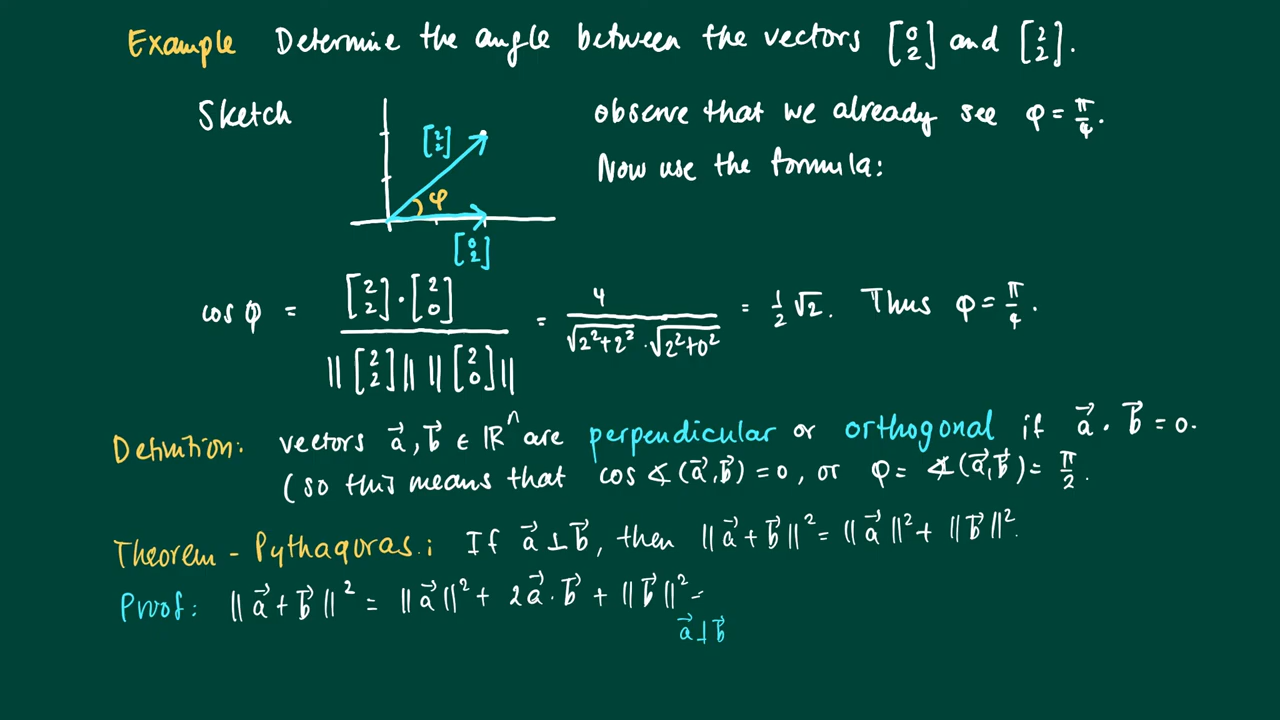 Example Determine the angle between the vectors [0 2] and [2 2].
Sketch
[2 2]
φ
[0 2]
observe that we already see φ = π/4.
Now use the formula:
cos φ = [2 2]·[2 0] / ‖[2 2]‖ ‖[2 0]‖ = 4 / √2²+2² · √2²+0² = 1/2 √2. Thus φ = π/4.
Definition: vectors a⃗, b⃗ ∈ ℝⁿ are perpendicular or orthogonal if a⃗ · b⃗ = 0.
(so this means that cos ∢(a⃗,b⃗) = 0, or φ = ∢(a⃗,b⃗) = π/2.
Theorem - Pythagoras: If a⃗ ⊥ b⃗, then ‖a⃗ + b⃗‖² = ‖a⃗‖² + ‖b⃗‖².
Proof: ‖a⃗ + b⃗‖² = ‖a⃗‖² + 2a⃗ · b⃗ + ‖b⃗‖² =
a⃗ ⊥ b⃗